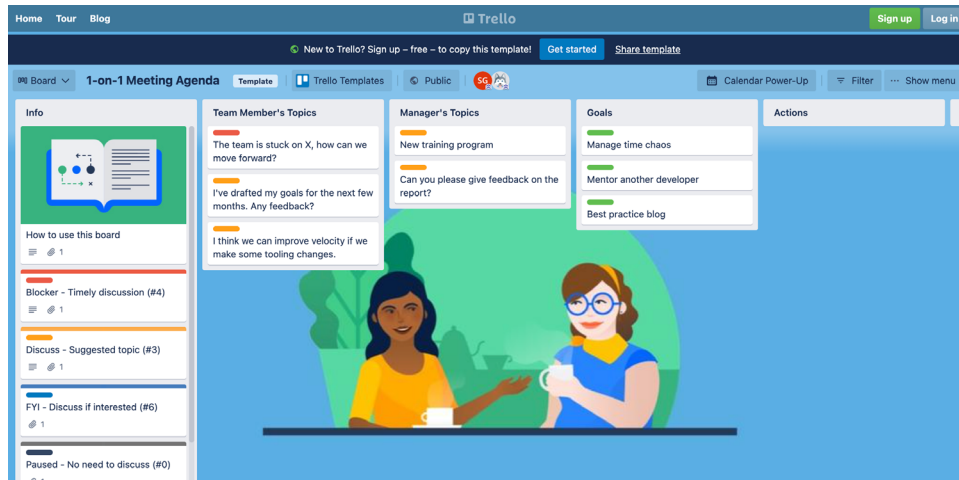 Home Tour Blog
Trello
Sign up Log in
New to Trello? Sign up – free – to copy this template! Get started Share template
Board 1-on-1 Meeting Agenda Template Trello Templates Public SG Calendar Power-Up Filter ··· Show menu
Info
How to use this board
1
Blocker - Timely discussion (#4)
1
Discuss - Suggested topic (#3)
1
FYI - Discuss if interested (#6)
1
Paused - No need to discuss (#0)
Team Member's Topics
The team is stuck on X, how can we
move forward?
I've drafted my goals for the next few
months. Any feedback?
I think we can improve velocity if we
make some tooling changes.
Manager's Topics
New training program
Can you please give feedback on the
report?
Goals
Manage time chaos
Mentor another developer
Best practice blog
Actions